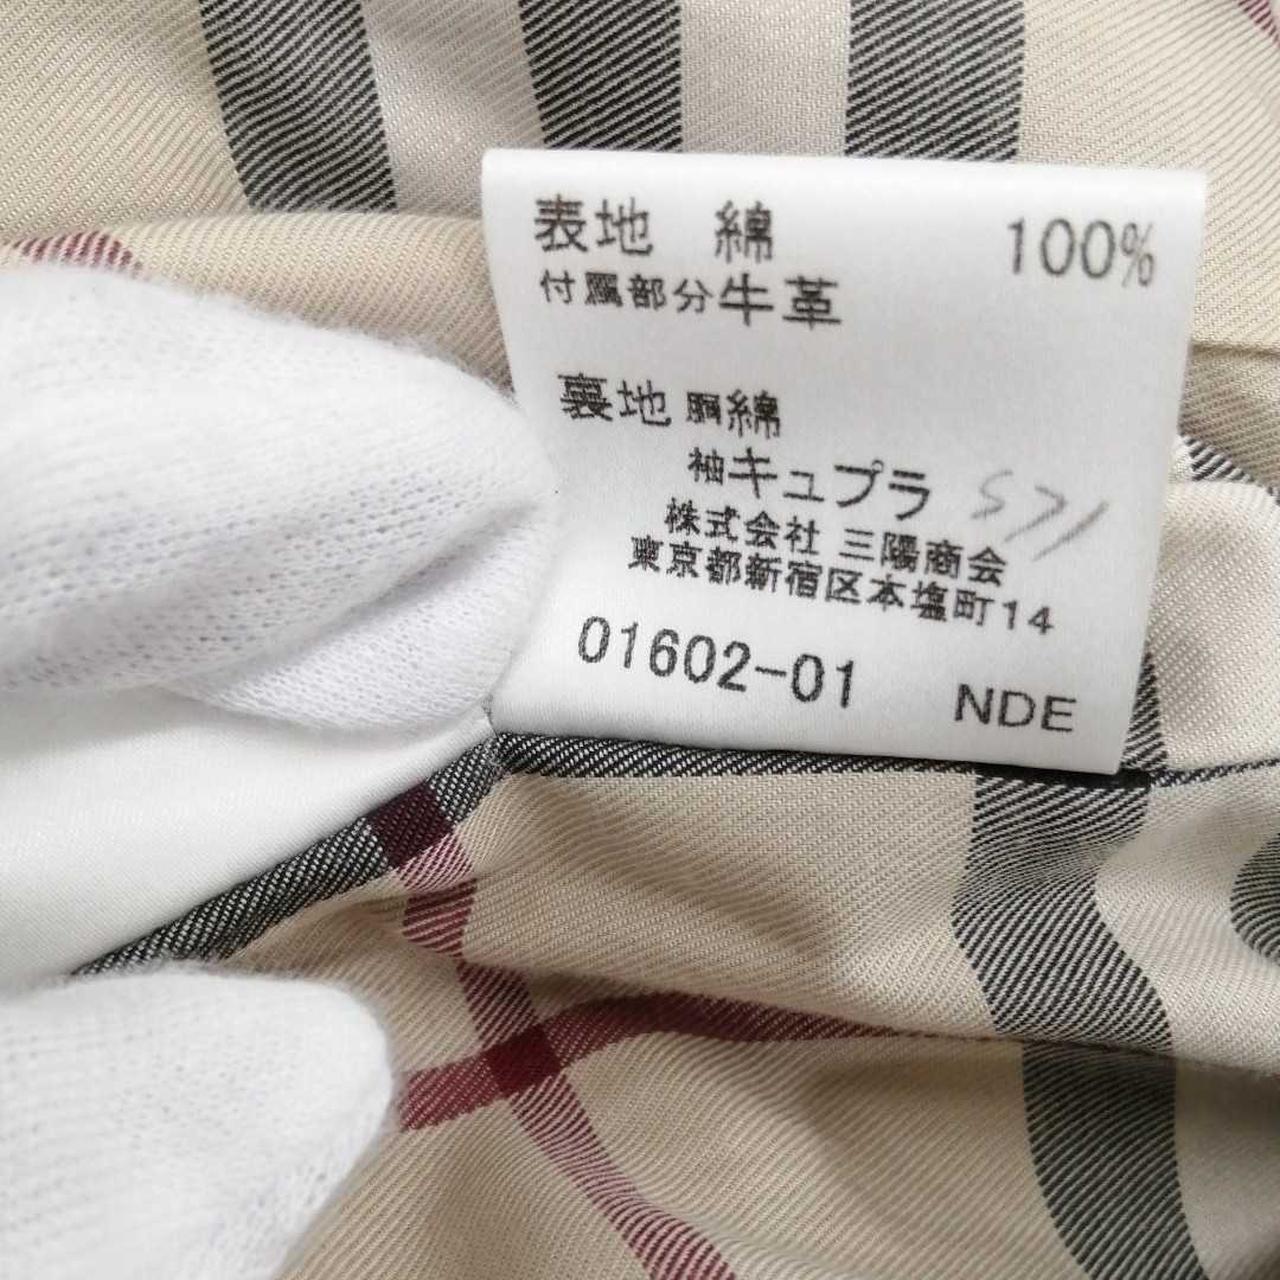 表地　綿　100%
付属部分牛革
裏地 胴綿
袖キュプラ 571
株式会社 三陽商会
東京都新宿区本塩町14
01602-01 NDE